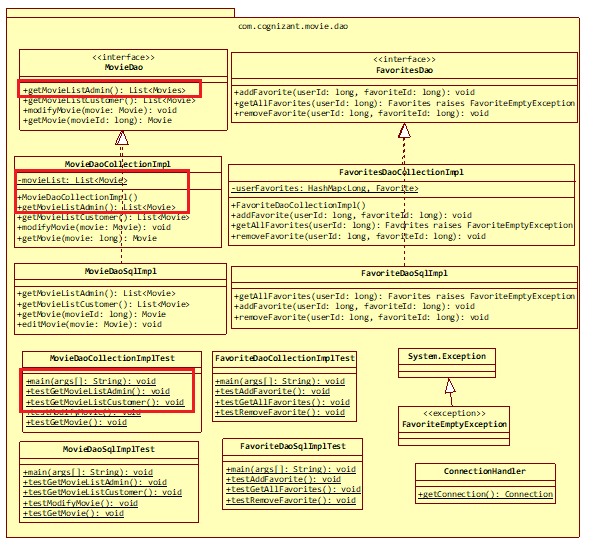 com.cognizant.movie.dao
<<interface>>
MovieDao
+getMovieListAdmin(): List<Movies>
+getMovieListCustomer(): List<Movie>
+modifyMovie(movie: Movie): void
+getMovie(movieId: long): Movie
<<interface>>
FavoritesDao
+addFavorite(userId: long, favoriteId: long): void
+getAllFavorites(userId: long): Favorites raises FavoriteEmptyException
+removeFavorite(userId: long, favoriteId: long): void
MovieDaoCollectionImpl
-movieList: List<Movie>
+MovieDaoCollectionImpl()
+getMovieListAdmin(): List<Movie>
+getMovieListCustomer(): List<Movie>
+modifyMovie(movie: Movie): void
+getMovie(movie: long): Movie
FavoritesDaoCollectionImpl
-userFavorites: HashMap<Long, Favorite>
+FavoriteDaoCollectionImpl()
+addFavorite(userId: long, favoriteId: long): void
+getAllFavorites(userId: long): Favorites raises FavoriteEmptyException
+removeFavorite(userId: long, favoriteId: long): void
MovieDaoSqlImpl
+getMovieListAdmin(): List<Movie>
+getMovieListCustomer(): List<Movie>
+getMovie(movieId: long): Movie
+editMovie(movie: Movie): void
FavoriteDaoSqlImpl
+getAllFavorites(userId: long): Favorites raises FavoriteEmptyException
+addFavorite(userId: long, favoriteId: long): void
+removeFavorite(userId: long, favoriteId: long): void
MovieDaoCollectionImplTest
+main(args[]: String): void
+testGetMovieListAdmin(): void
+testGetMovieListCustomer(): void
+testModifyMovie(): void
+testGetMovie(): void
FavoriteDaoCollectionImplTest
+main(args[]: String): void
+testAddFavorite(): void
+testGetAllFavorites(): void
+testRemoveFavorite(): void
System.Exception
<<exception>>
FavoriteEmptyException
MovieDaoSqlImplTest
+main(args[]: String): void
+testGetMovieListAdmin(): void
+testGetMovieListCustomer(): void
+testModifyMovie(): void
+testGetMovie(): void
FavoriteDaoSqlImplTest
+main(args[]: String): void
+testAddFavorite(): void
+testGetAllFavorites(): void
+testRemoveFavorite(): void
ConnectionHandler
+getConnection(): Connection